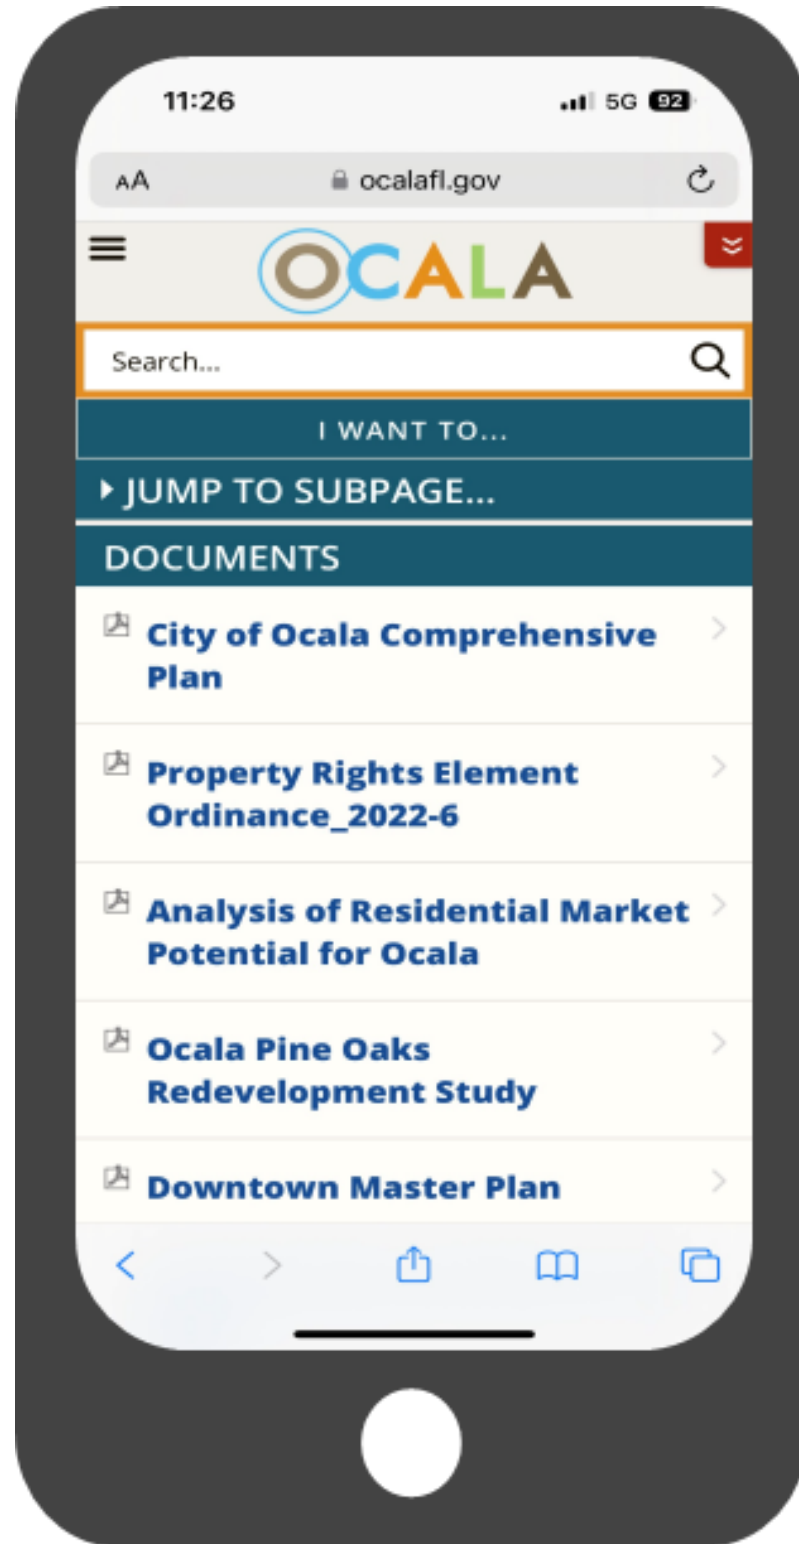 11:26
5G 92
AA ocalafl.gov
OCALA
Search...
I WANT TO...
JUMP TO SUBPAGE...
DOCUMENTS
City of Ocala Comprehensive
Plan
Property Rights Element
Ordinance_2022-6
Analysis of Residential Market
Potential for Ocala
Ocala Pine Oaks
Redevelopment Study
Downtown Master Plan